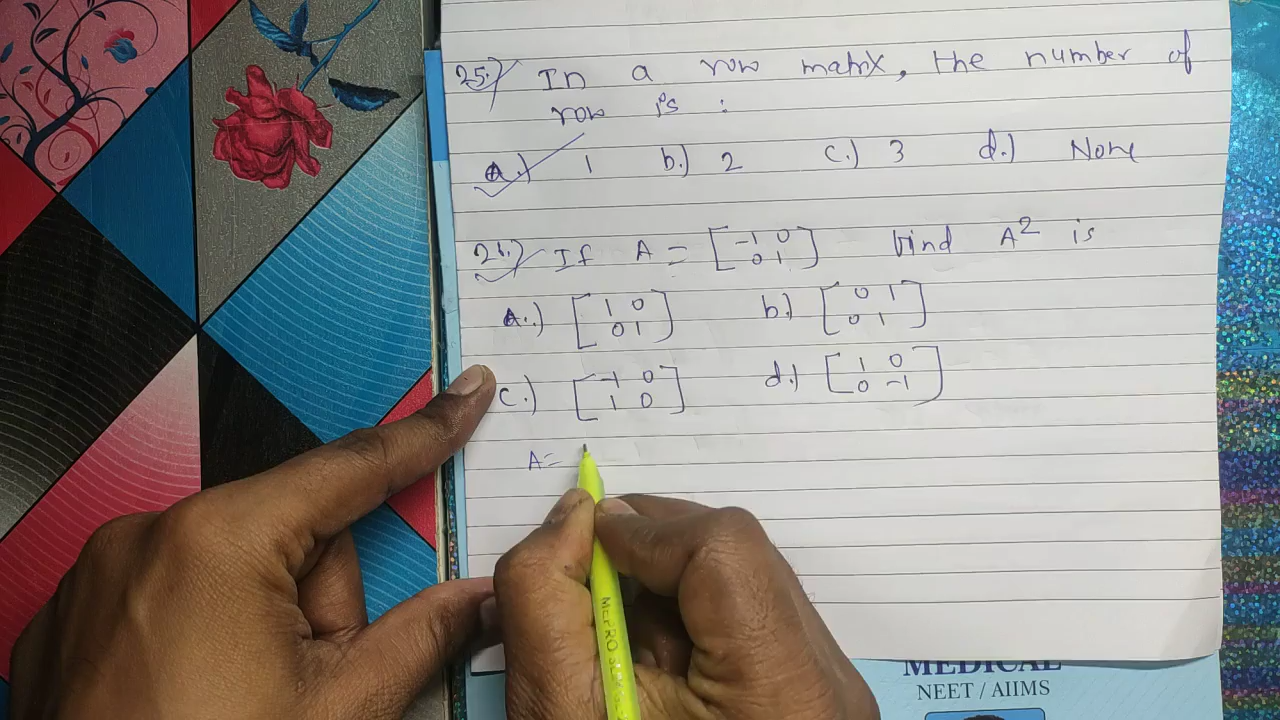 25.) In a row matrix, the number of
row is :
a.) 1 b.) 2 c.) 3 d.) None
26.) If A = [-1 0
0 1] find A² is
a.) [1 0
0 1] b.) [0 1
0 1]
c.) [-1 0
1 0] d.) [1 0
0 -1]
A =
MEDICAL
NEET / AIIMS